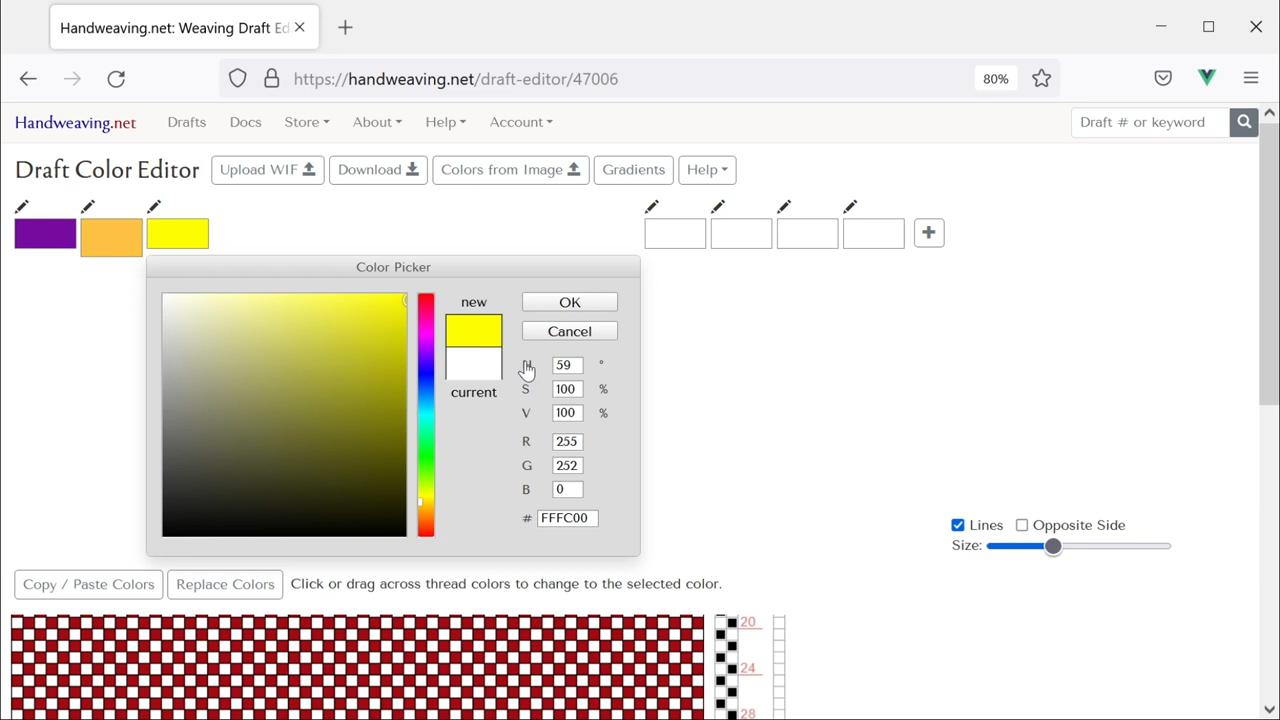 Handweaving.net: Weaving Draft Ed
https://handweaving.net/draft-editor/47006
80%
Handweaving.net
Drafts
Docs
Store
About
Help
Account
Draft # or keyword
Draft Color Editor
Upload WIF
Download
Colors from Image
Gradients
Help
Color Picker
new
OK
Cancel
H 59 °
current
S 100 %
V 100 %
R 255
G 252
B 0
# FFFC00
Lines
Opposite Side
Size:
Copy / Paste Colors
Replace Colors
Click or drag across thread colors to change to the selected color.
20
24
28